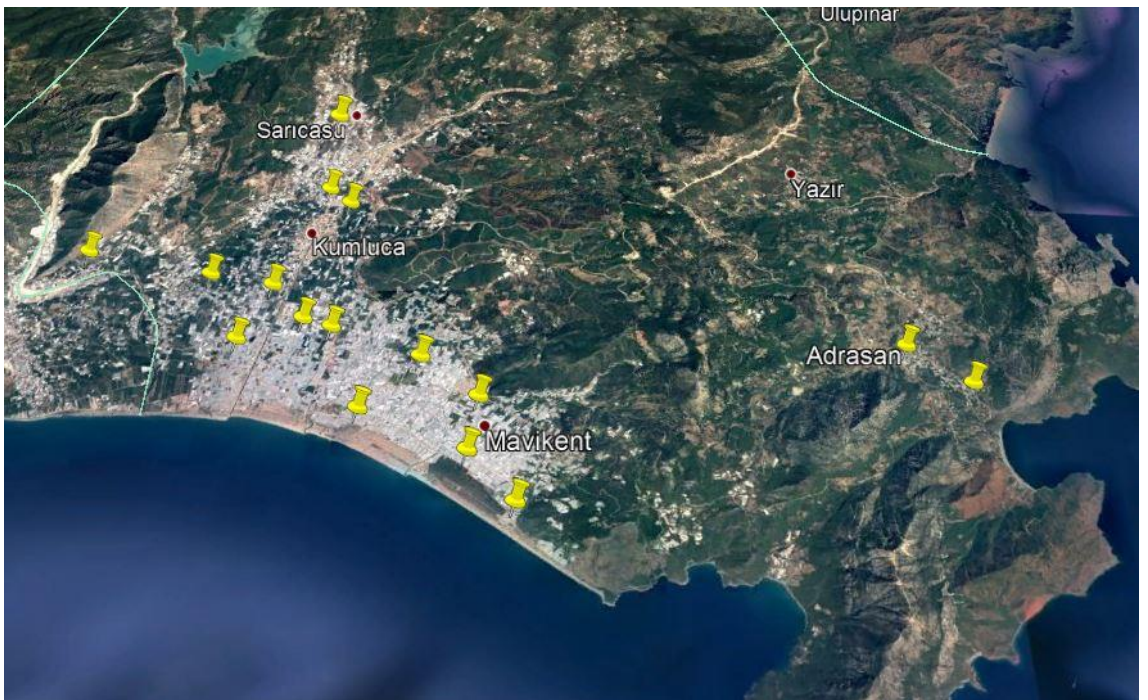 Ulupınar
Sarıcasu
Yazır
Kumluca
Adrasan
Mavikent